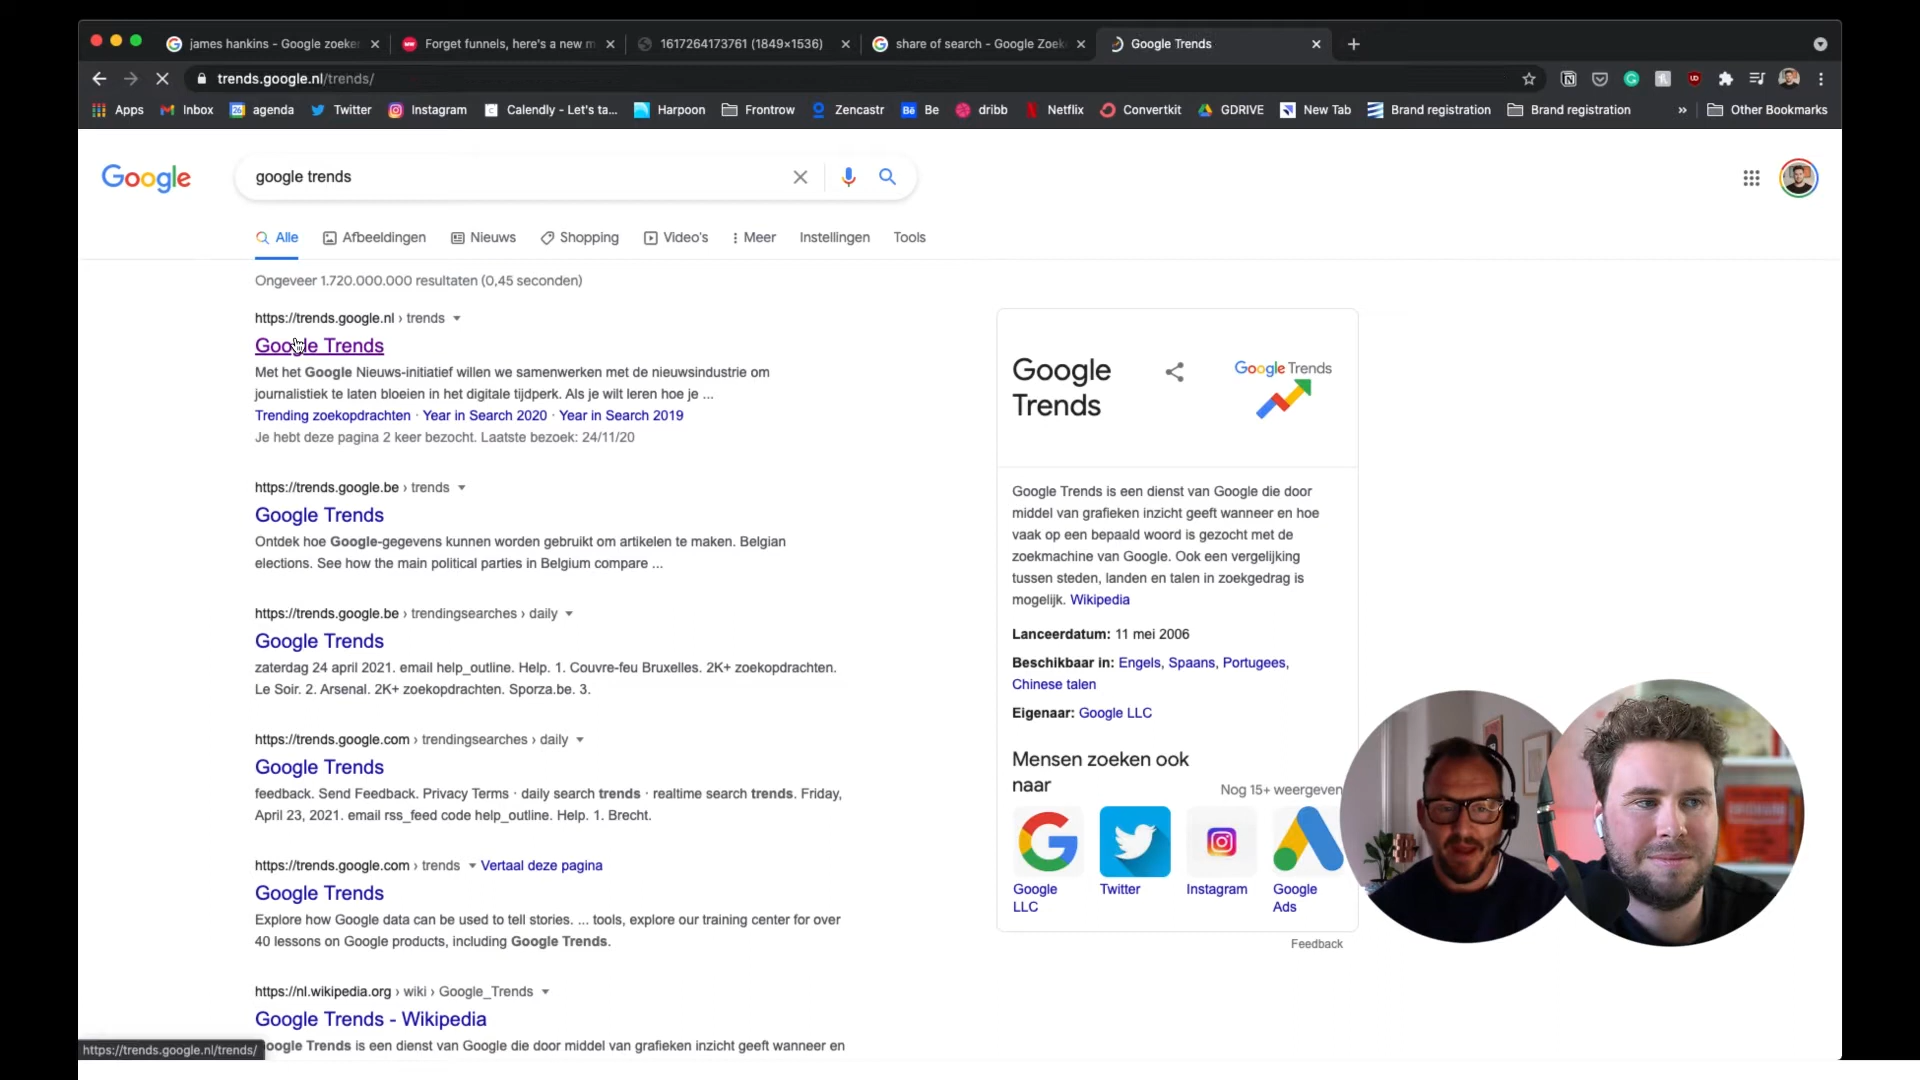 james hankins - Google zoeke
Forget funnels, here's a new m
1617264173761 (1849×1536)
share of search - Google Zoek
Google Trends
trends.google.nl/trends/
Apps
Inbox
agenda
Twitter
Instagram
Calendly - Let's ta...
Harpoon
Frontrow
Zencastr
Be
dribb
Netflix
Convertkit
GDRIVE
New Tab
Brand registration
Brand registration
»
Other Bookmarks
Google
google trends
Alle
Afbeeldingen
Nieuws
Shopping
Video's
Meer
Instellingen
Tools
Ongeveer 1.720.000.000 resultaten (0,45 seconden)
https://trends.google.nl › trends
Google Trends
Met het Google Nieuws-initiatief willen we samenwerken met de nieuwsindustrie om
journalistiek te laten bloeien in het digitale tijdperk. Als je wilt leren hoe je ...
Trending zoekopdrachten · Year in Search 2020 · Year in Search 2019
Je hebt deze pagina 2 keer bezocht. Laatste bezoek: 24/11/20
https://trends.google.be › trends
Google Trends
Ontdek hoe Google-gegevens kunnen worden gebruikt om artikelen te maken. Belgian
elections. See how the main political parties in Belgium compare ...
https://trends.google.be › trendingsearches › daily
Google Trends
zaterdag 24 april 2021. email help_outline. Help. 1. Couvre-feu Bruxelles. 2K+ zoekopdrachten.
Le Soir. 2. Arsenal. 2K+ zoekopdrachten. Sporza.be. 3.
https://trends.google.com › trendingsearches › daily
Google Trends
feedback. Send Feedback. Privacy Terms · daily search trends · realtime search trends. Friday,
April 23, 2021. email rss_feed code help_outline. Help. 1. Brecht.
https://trends.google.com › trends Vertaal deze pagina
Google Trends
Explore how Google data can be used to tell stories. ... tools, explore our training center for over
40 lessons on Google products, including Google Trends.
https://nl.wikipedia.org › wiki › Google_Trends
Google Trends - Wikipedia
oogle Trends is een dienst van Google die door middel van grafieken inzicht geeft wanneer en
https://trends.google.nl/trends/
Google
Trends
Google Trends
Google Trends is een dienst van Google die door
middel van grafieken inzicht geeft wanneer en hoe
vaak op een bepaald woord is gezocht met de
zoekmachine van Google. Ook een vergelijking
tussen steden, landen en talen in zoekgedrag is
mogelijk. Wikipedia
Lanceerdatum: 11 mei 2006
Beschikbaar in: Engels, Spaans, Portugees,
Chinese talen
Eigenaar: Google LLC
Mensen zoeken ook
naar
Nog 15+ weergeven
Google
LLC
Twitter
Instagram
Google
Ads
Feedback